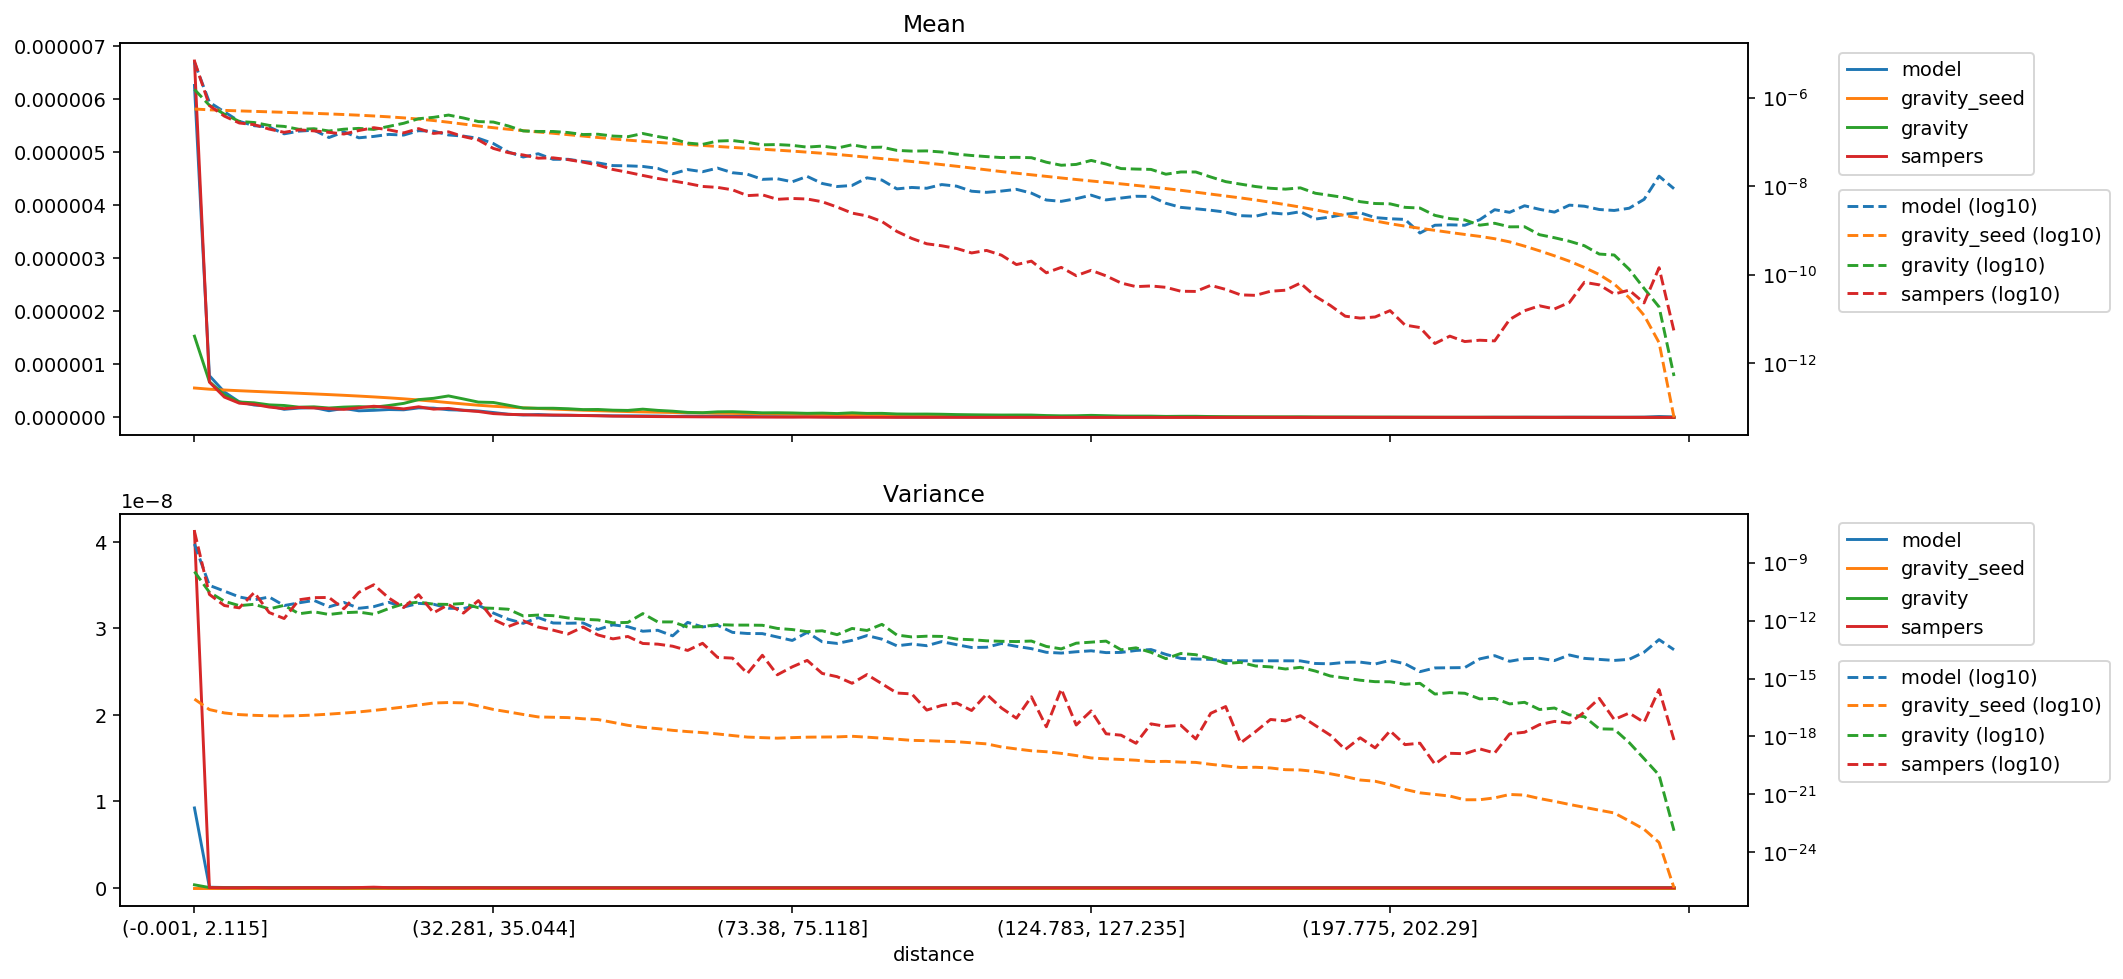 Mean
0.000007
0.000006
0.000005
0.000004
0.000003
0.000002
0.000001
0.000000
10⁻⁶
10⁻⁸
10⁻¹⁰
10⁻¹²
model
gravity_seed
gravity
sampers
model (log10)
gravity_seed (log10)
gravity (log10)
sampers (log10)
Variance
1e−8
4
3
2
1
0
10⁻⁹
10⁻¹²
10⁻¹⁵
10⁻¹⁸
10⁻²¹
10⁻²⁴
model
gravity_seed
gravity
sampers
model (log10)
gravity_seed (log10)
gravity (log10)
sampers (log10)
(-0.001, 2.115] (32.281, 35.044] (73.38, 75.118] (124.783, 127.235] (197.775, 202.29]
distance